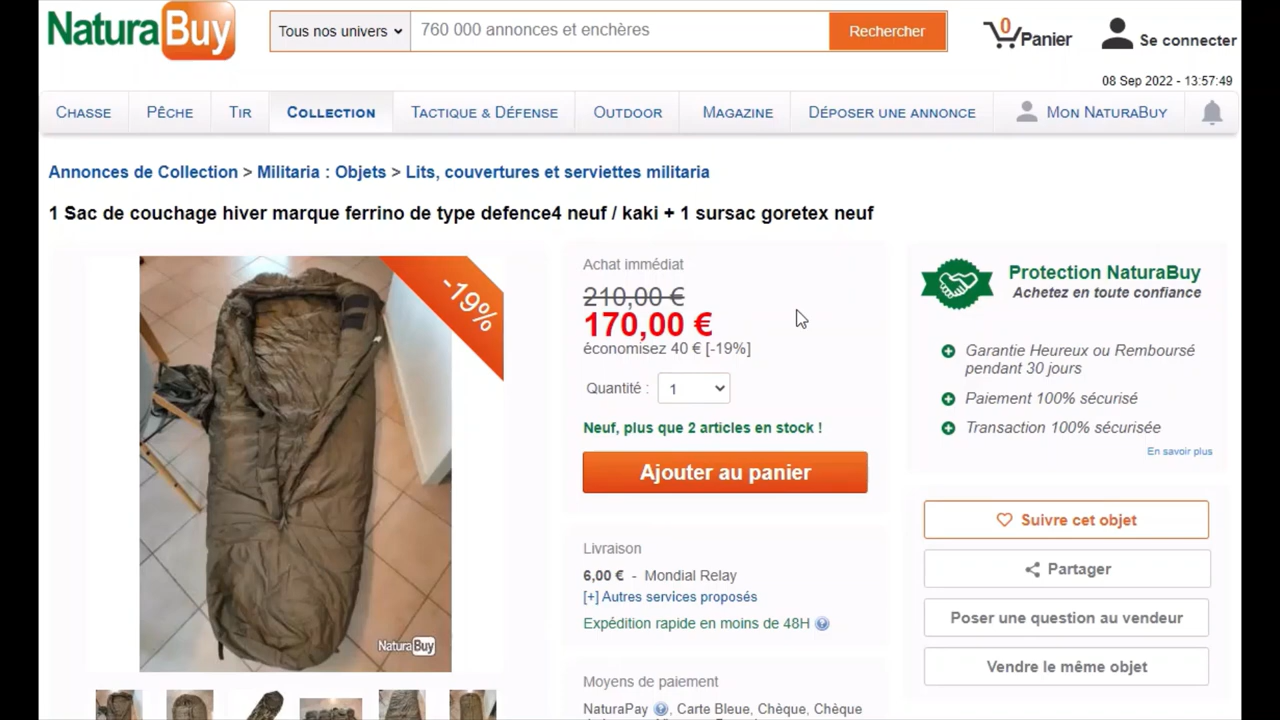 NaturaBuy
Tous nos univers
760 000 annonces et enchères
Rechercher
0
Panier
Se connecter
08 Sep 2022 - 13:57:49
CHASSE
PÊCHE
TIR
COLLECTION
TACTIQUE & DÉFENSE
OUTDOOR
MAGAZINE
DÉPOSER UNE ANNONCE
MON NATURABUY
Annonces de Collection > Militaria : Objets > Lits, couvertures et serviettes militaria
1 Sac de couchage hiver marque ferrino de type defence4 neuf / kaki + 1 sursac goretex neuf
-19%
NaturaBuy
Achat immédiat
210,00 €
170,00 €
économisez 40 € [-19%]
Quantité : 1
Neuf, plus que 2 articles en stock !
Ajouter au panier
Livraison
6,00 € - Mondial Relay
[+] Autres services proposés
Expédition rapide en moins de 48H
Moyens de paiement
NaturaPay , Carte Bleue, Chèque, Chèque
Protection NaturaBuy
Achetez en toute confiance
Garantie Heureux ou Remboursé
pendant 30 jours
Paiement 100% sécurisé
Transaction 100% sécurisée
En savoir plus
Suivre cet objet
Partager
Poser une question au vendeur
Vendre le même objet